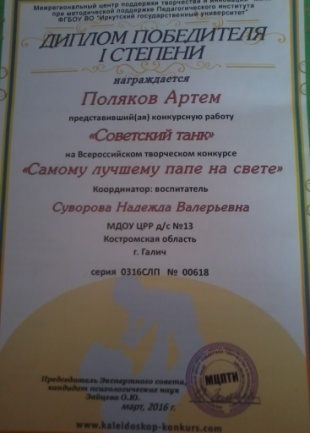 Межрегиональный центр поддержки творчества и
при методической поддержке Педагогического института
ФГБОУ ВО "Иркутский государственный университет"
ДИПЛОМ ПОБЕДИТЕЛЯ
I СТЕПЕНИ
награждается
Поляков Артем
представивший(ая) конкурсную работу
«Советский танк»
на Всероссийском творческом конкурсе
«Самому лучшему папе на свете»
Координатор: воспитатель
Суворова Надежда Валерьевна
МДОУ ЦРР д/с №13
Костромская область
г. Галич
серия 0316СЛП № 00618
Председатель Экспертного совета,
кандидат психологических наук
Зайцева О.Ю.
март, 2016 г.
МЦПТИ
www.kaleidoskop-konkurs.com